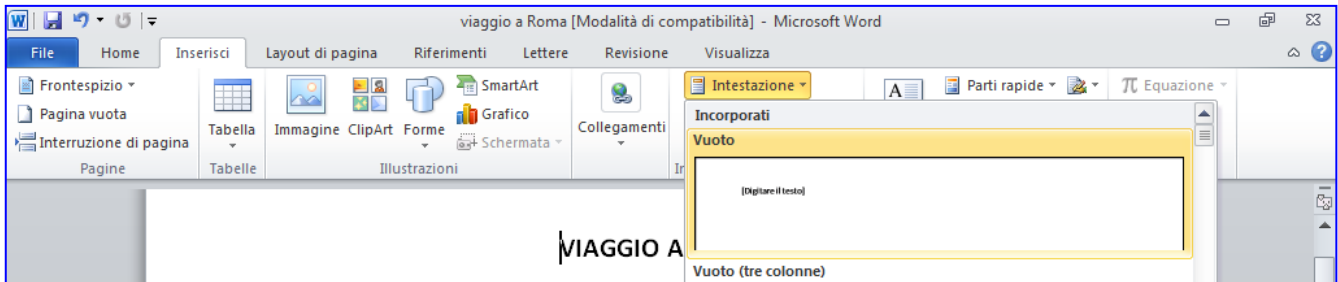 W
viaggio a Roma [Modalità di compatibilità] - Microsoft Word
File Home Inserisci Layout di pagina Riferimenti Lettere Revisione Visualizza ?
Frontespizio
Pagina vuota
Interruzione di pagina
Pagine
Tabella
Tabelle
Immagine ClipArt Forme
SmartArt
Grafico
Schermata
Illustrazioni
Collegamenti
Intestazione
A
Parti rapide
π Equazione
Incorporati
Vuoto
[Digitare il testo]
Vuoto (tre colonne)
VIAGGIO A